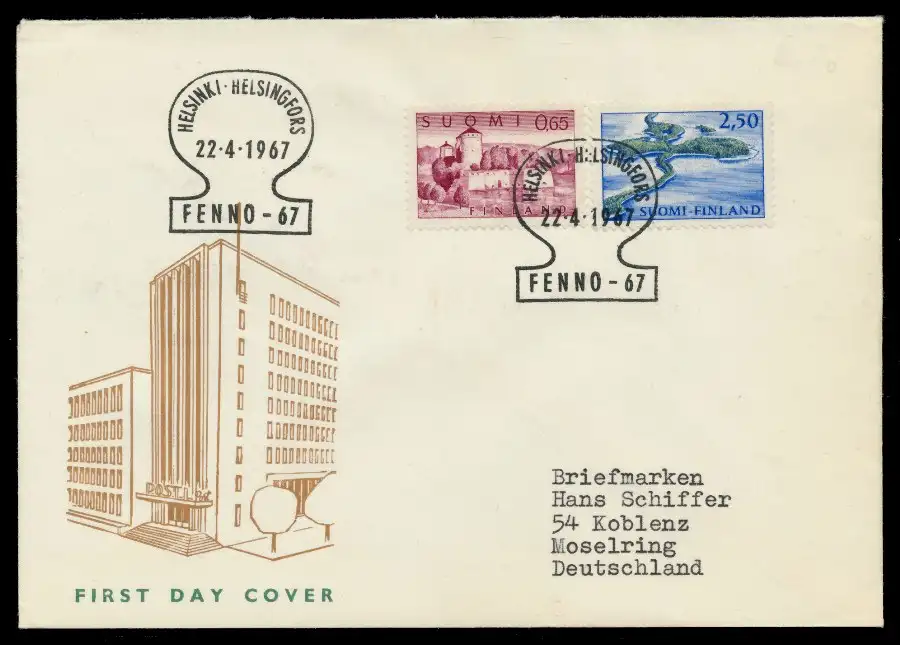 HELSINKI · HELSINGFORS
22·4·1967
FENNO - 67
SUOMI 0,65
FINLAND
2,50
SUOMI-FINLAND
HELSINKI · HELSINGFORS
22·4·1967
FENNO - 67
POSTI
Briefmarken
Hans Schiffer
54 Koblenz
Moselring
Deutschland
FIRST DAY COVER